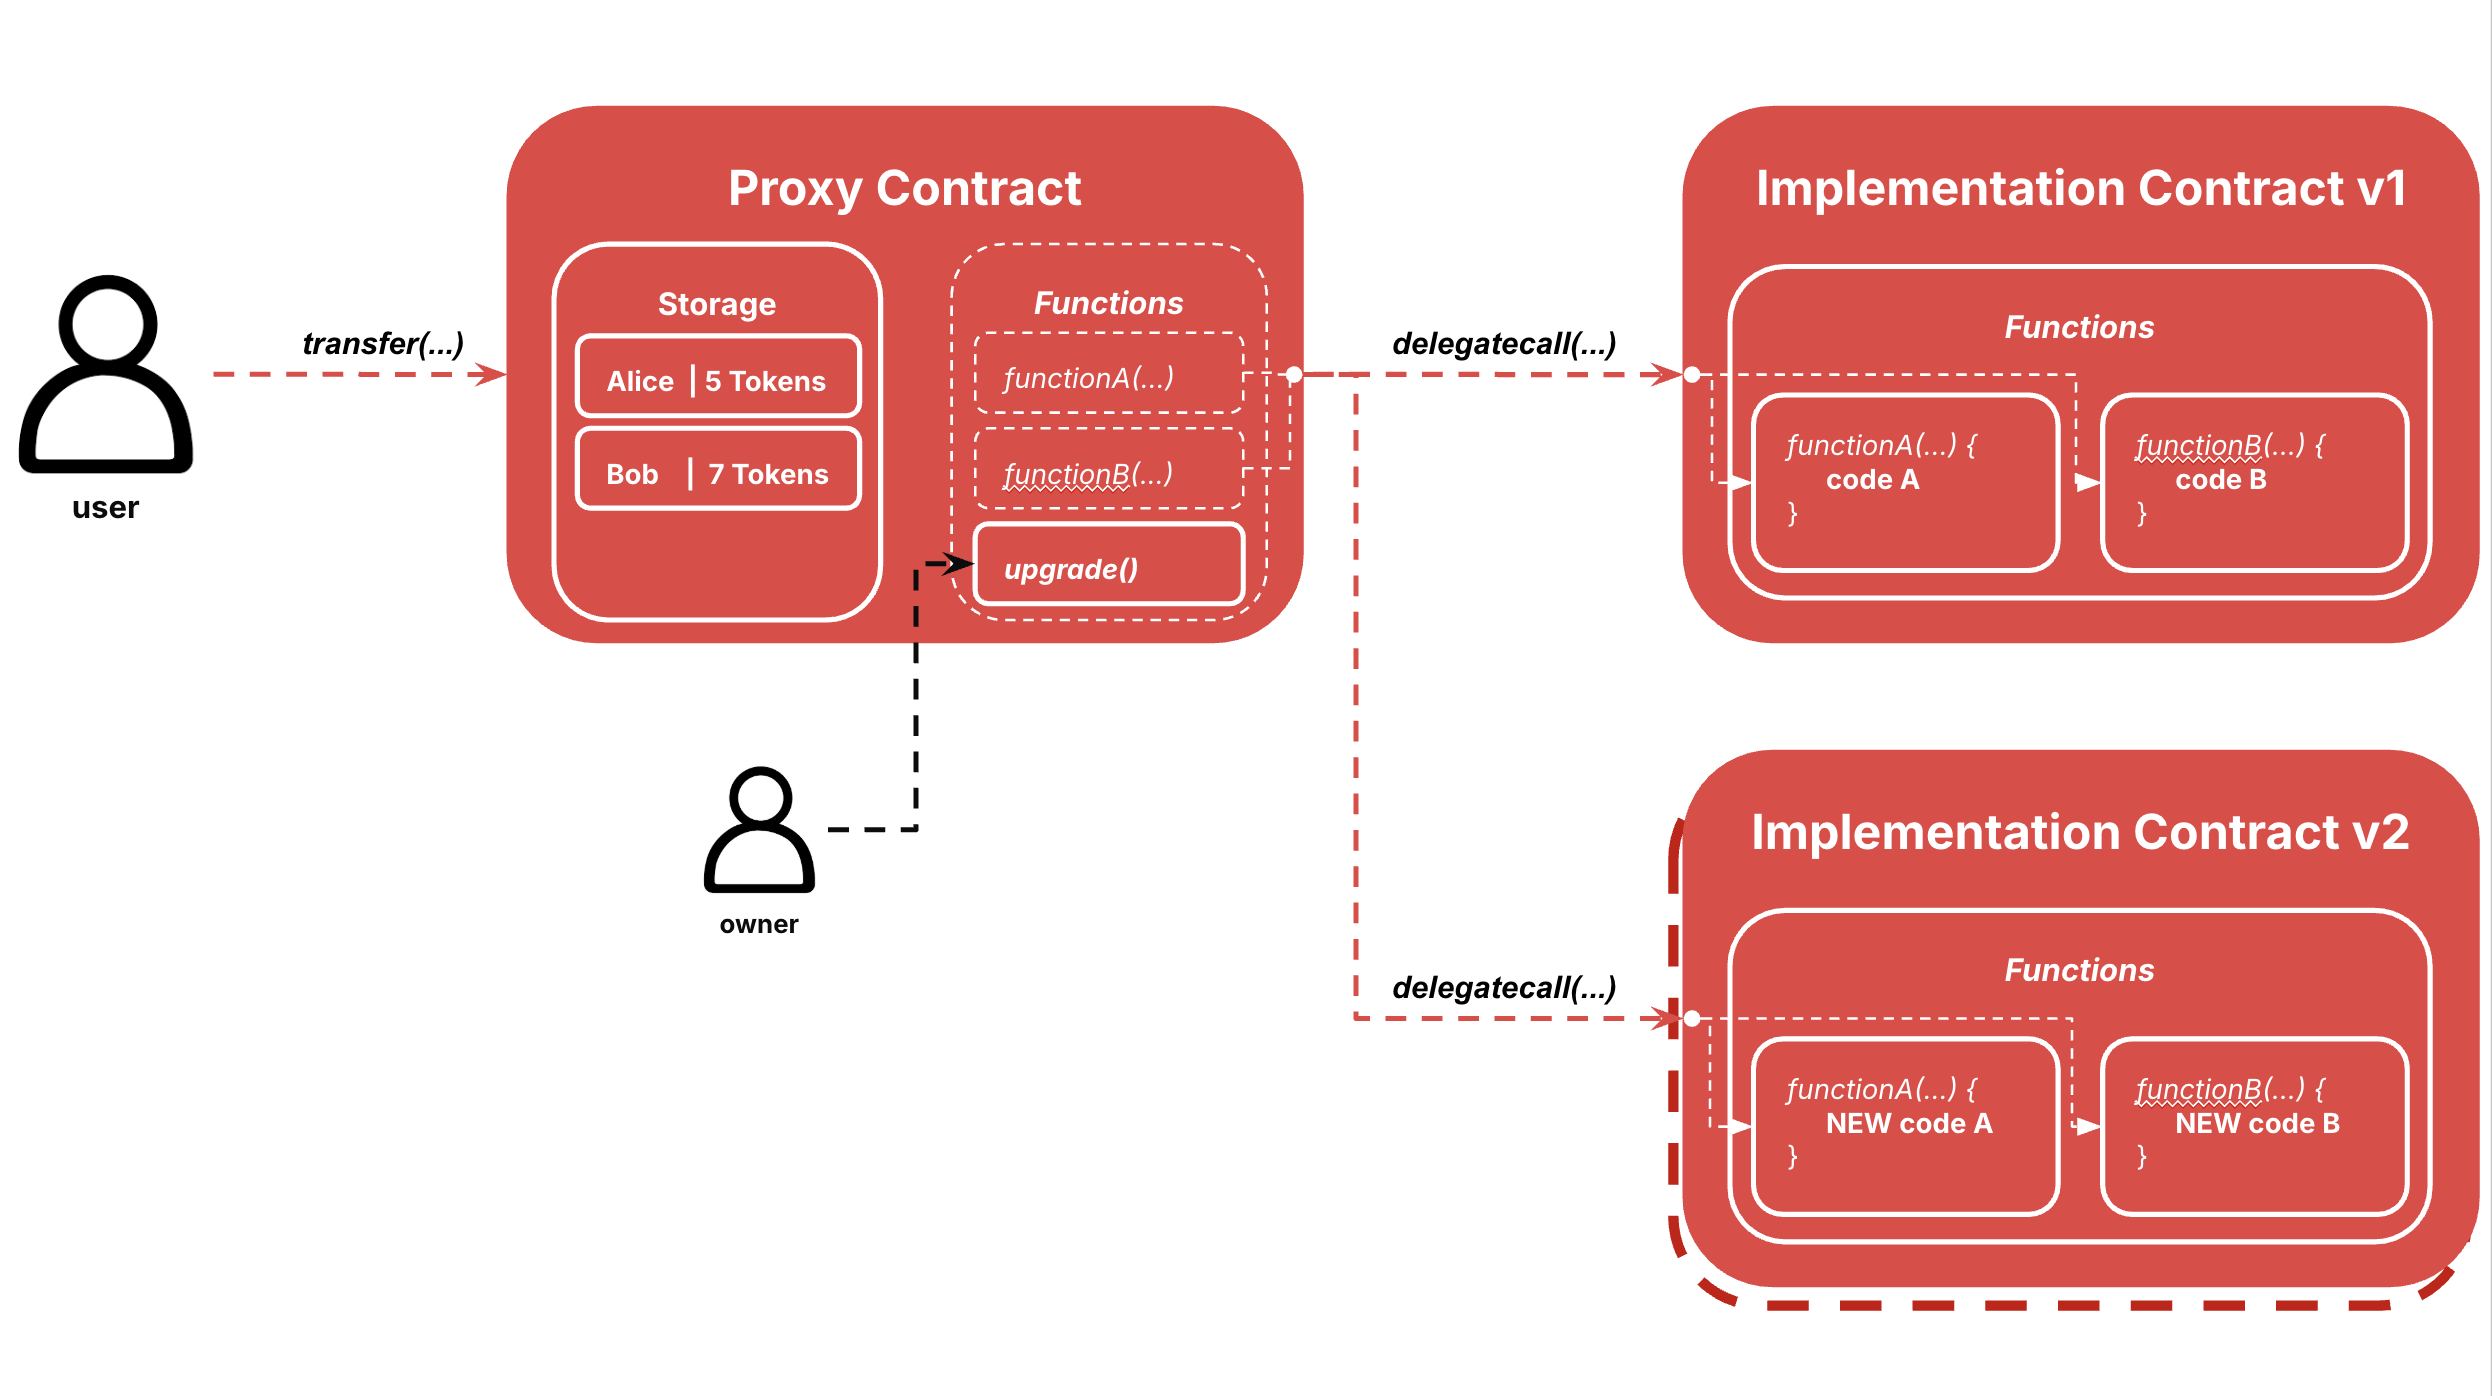 user
transfer(...)
Proxy Contract
Storage
Alice | 5 Tokens
Bob | 7 Tokens
Functions
functionA(...)
functionB(...)
upgrade()
owner
delegatecall(...)
Implementation Contract v1
Functions
functionA(...) {
code A
}
functionB(...) {
code B
}
delegatecall(...)
Implementation Contract v2
Functions
functionA(...) {
NEW code A
}
functionB(...) {
NEW code B
}